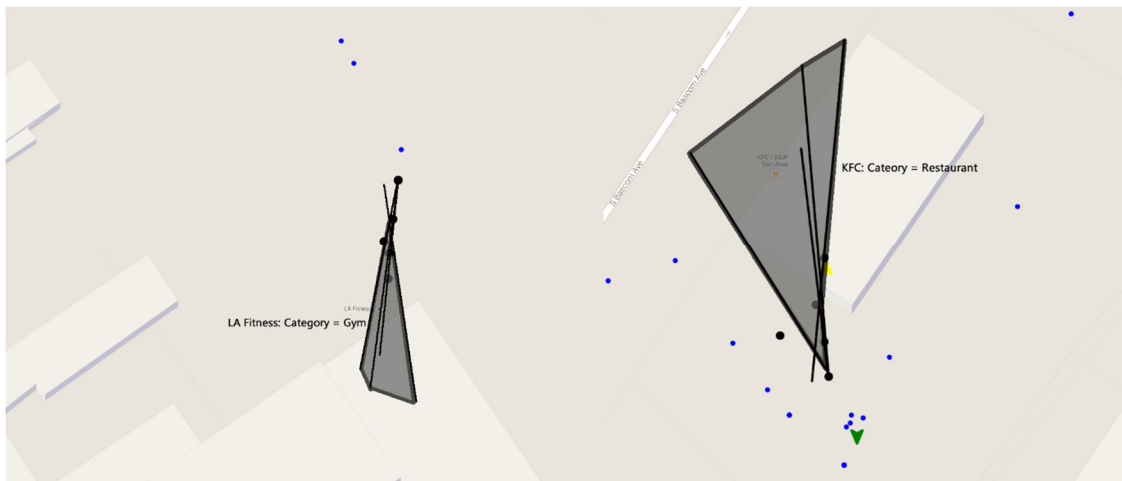 S Bascom Ave
S Bascom Ave
KFC / A&W
San Jose
KFC: Cateory = Restaurant
LA Fitness
LA Fitness: Category = Gym